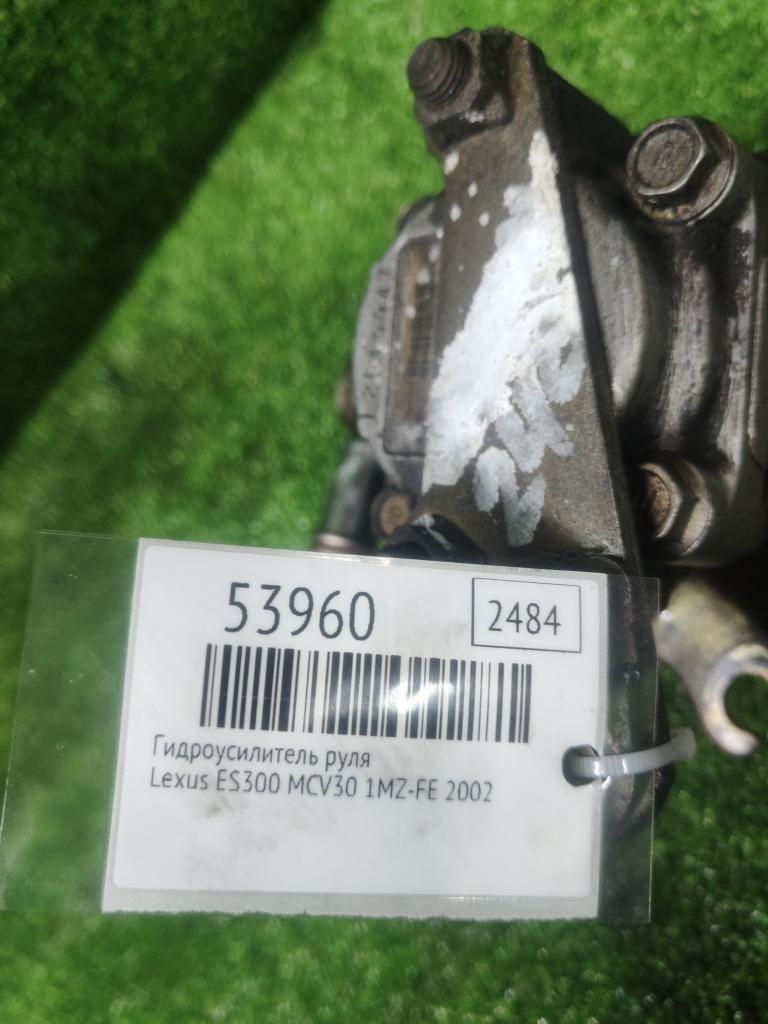 53960
2484
Гидроусилитель руля
Lexus ES300 MCV30 1MZ-FE 2002